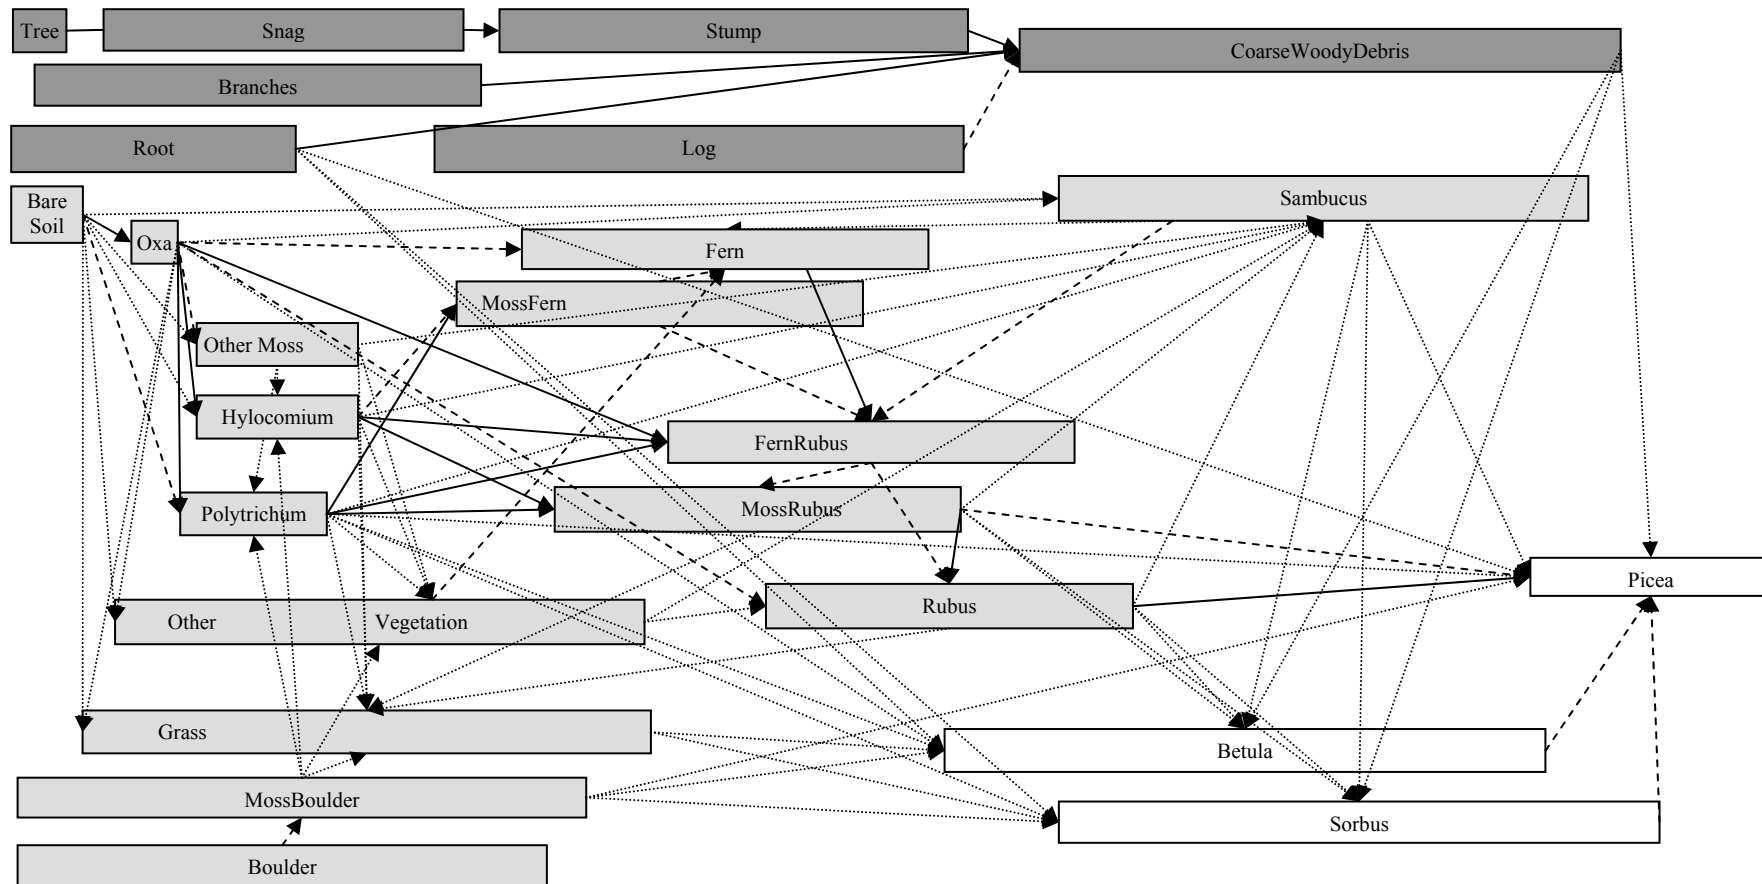 Tree
Snag
Stump
CoarseWoodyDebris
Branches
Root
Log
Bare
Soil
Sambucus
Oxa
Fern
MossFern
Other Moss
Hylocomium
FernRubus
Polytrichum
MossRubus
Picea
Rubus
Other Vegetation
Grass
Betula
MossBoulder
Sorbus
Boulder